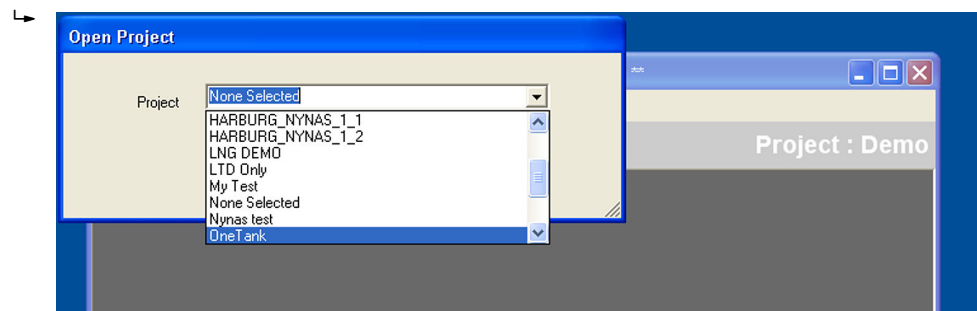 Open Project
**
Project
None Selected
Project : Demo
HARBURG_NYNAS_1_1
HARBURG_NYNAS_1_2
LNG DEMO
LTD Only
My Test
None Selected
Nynas test
OneTank